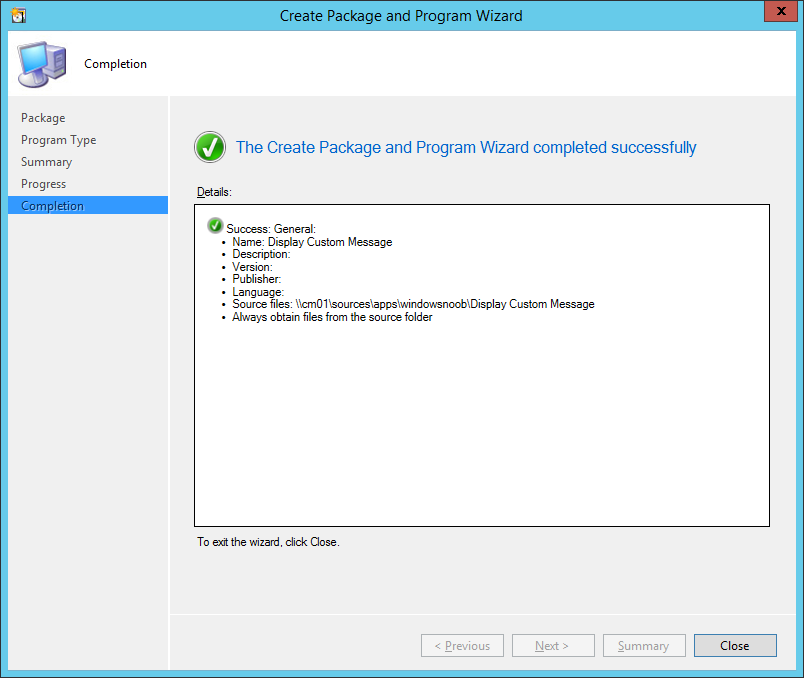 Create Package and Program Wizard
x
Completion
Package
Program Type
Summary
Progress
Completion
The Create Package and Program Wizard completed successfully
Details:
Success: General:
• Name: Display Custom Message
• Description:
• Version:
• Publisher:
• Language:
• Source files: \\cm01\sources\apps\windowsnoob\Display Custom Message
• Always obtain files from the source folder
To exit the wizard, click Close.
< Previous
Next >
Summary
Close